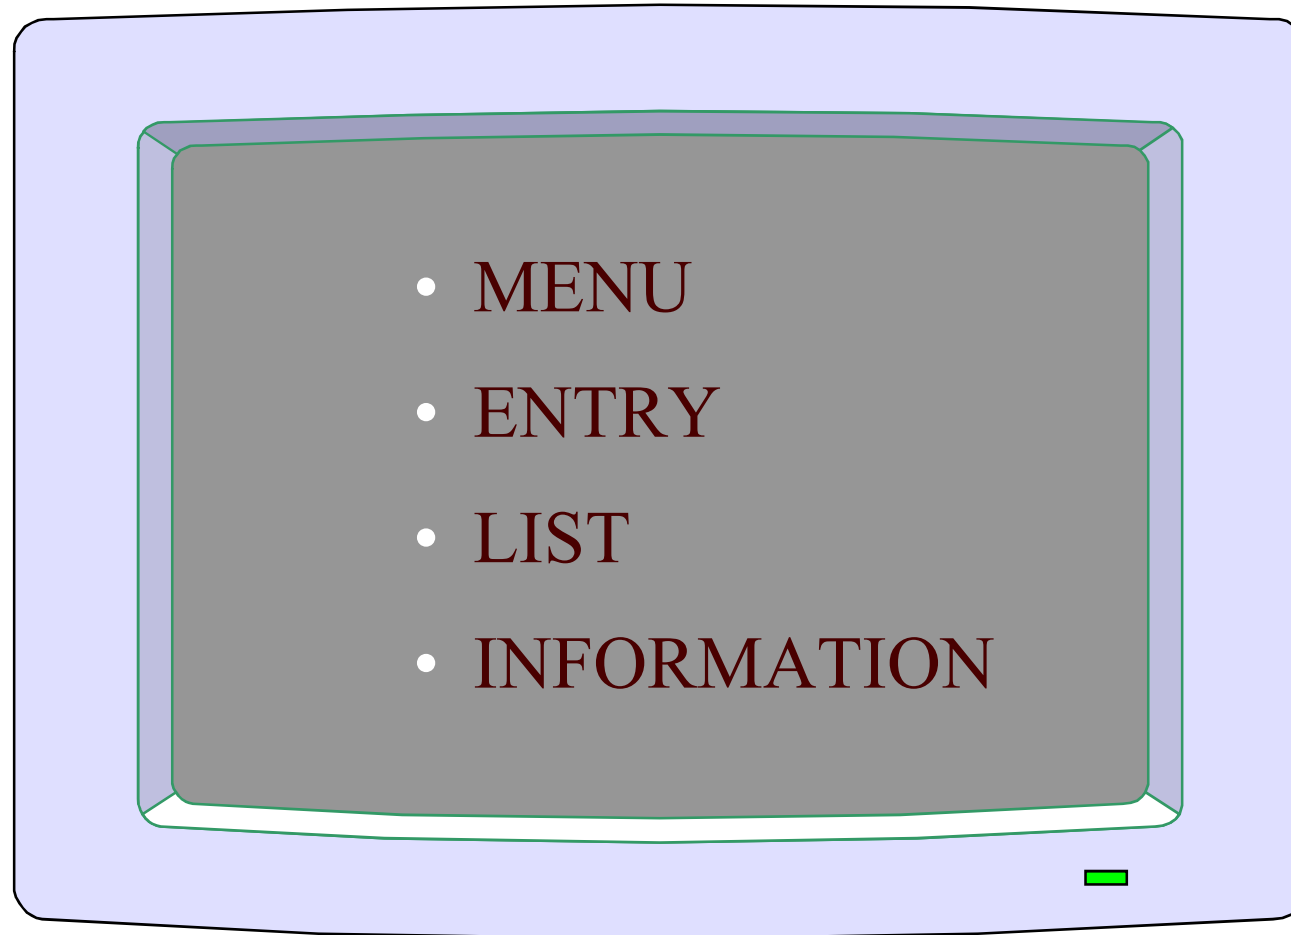 • MENU
• ENTRY
• LIST
• INFORMATION